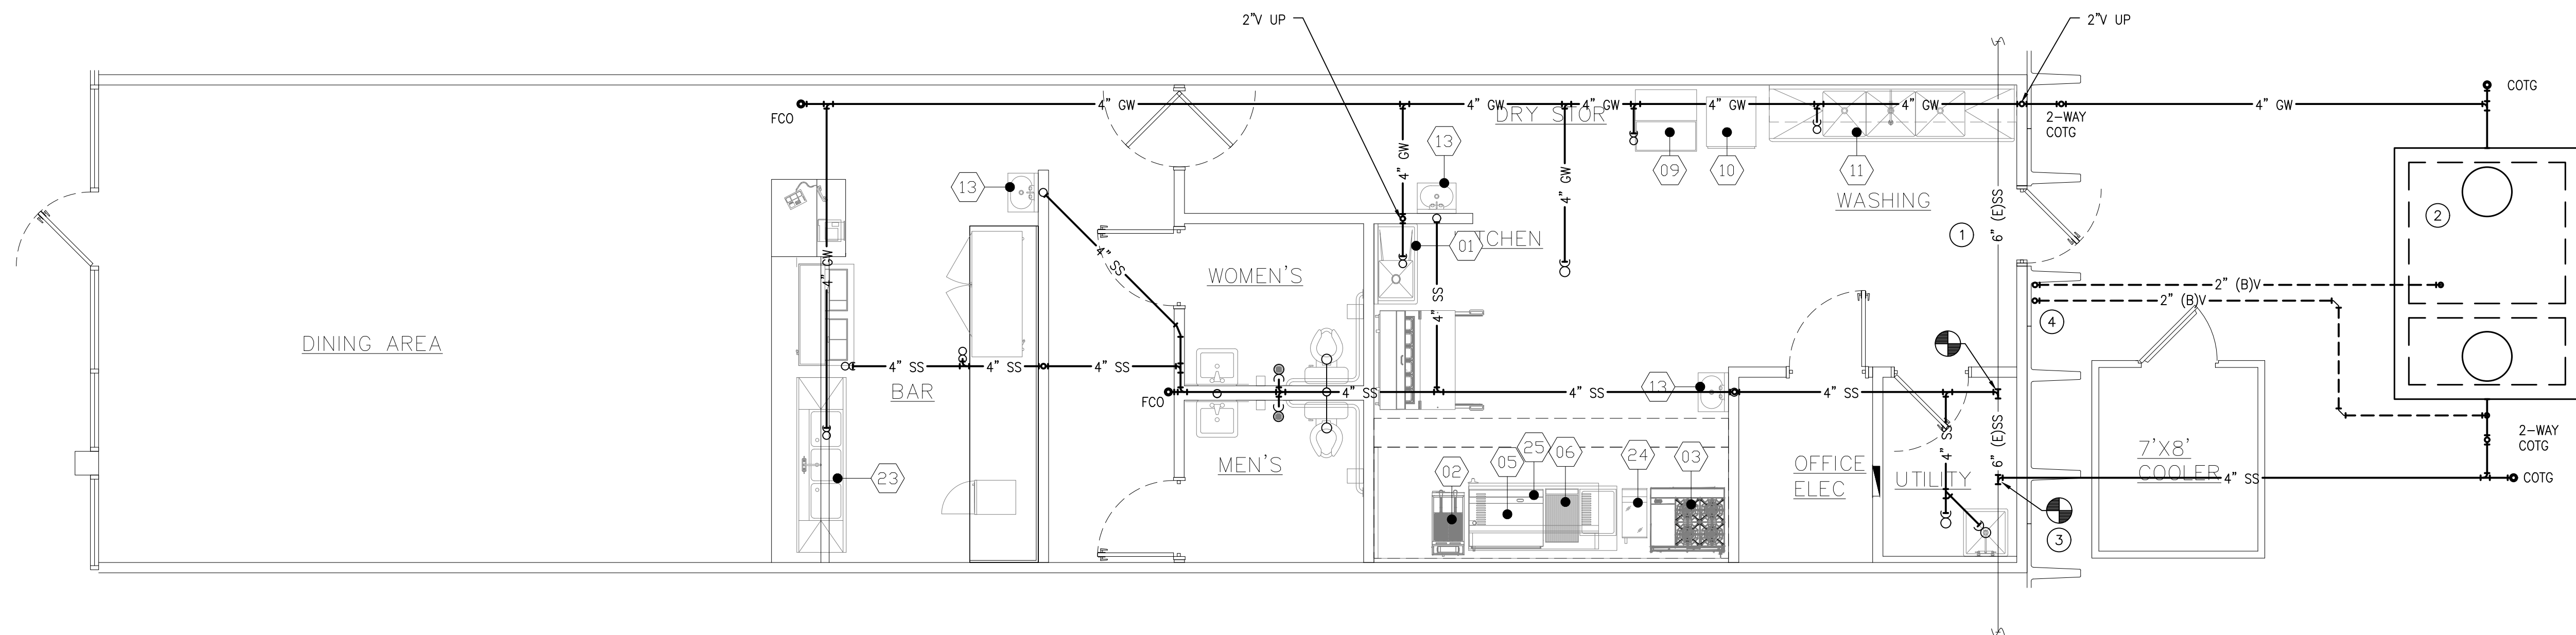 2"V UP
2"V UP
FCO
4" GW
4" GW
4" GW
4" GW
4" GW
4" GW
COTG
2-WAY
COTG
DRY STOR
13
4" GW
4" GW
09
10
11
WASHING
13
6" (E)SS
1
2
4" GW
4" SS
WOMEN'S
01
KITCHEN
4" SS
2" (B)V
2" (B)V
4
DINING AREA
4" SS
4" SS
4" SS
BAR
FCO
4" SS
4" SS
13
4" SS
4" SS
6" (E)SS
2-WAY
COTG
MEN'S
02
05
25
06
24
03
OFFICE
ELEC
UTILITY
7'X8'
COOLER
4" SS
COTG
23
3